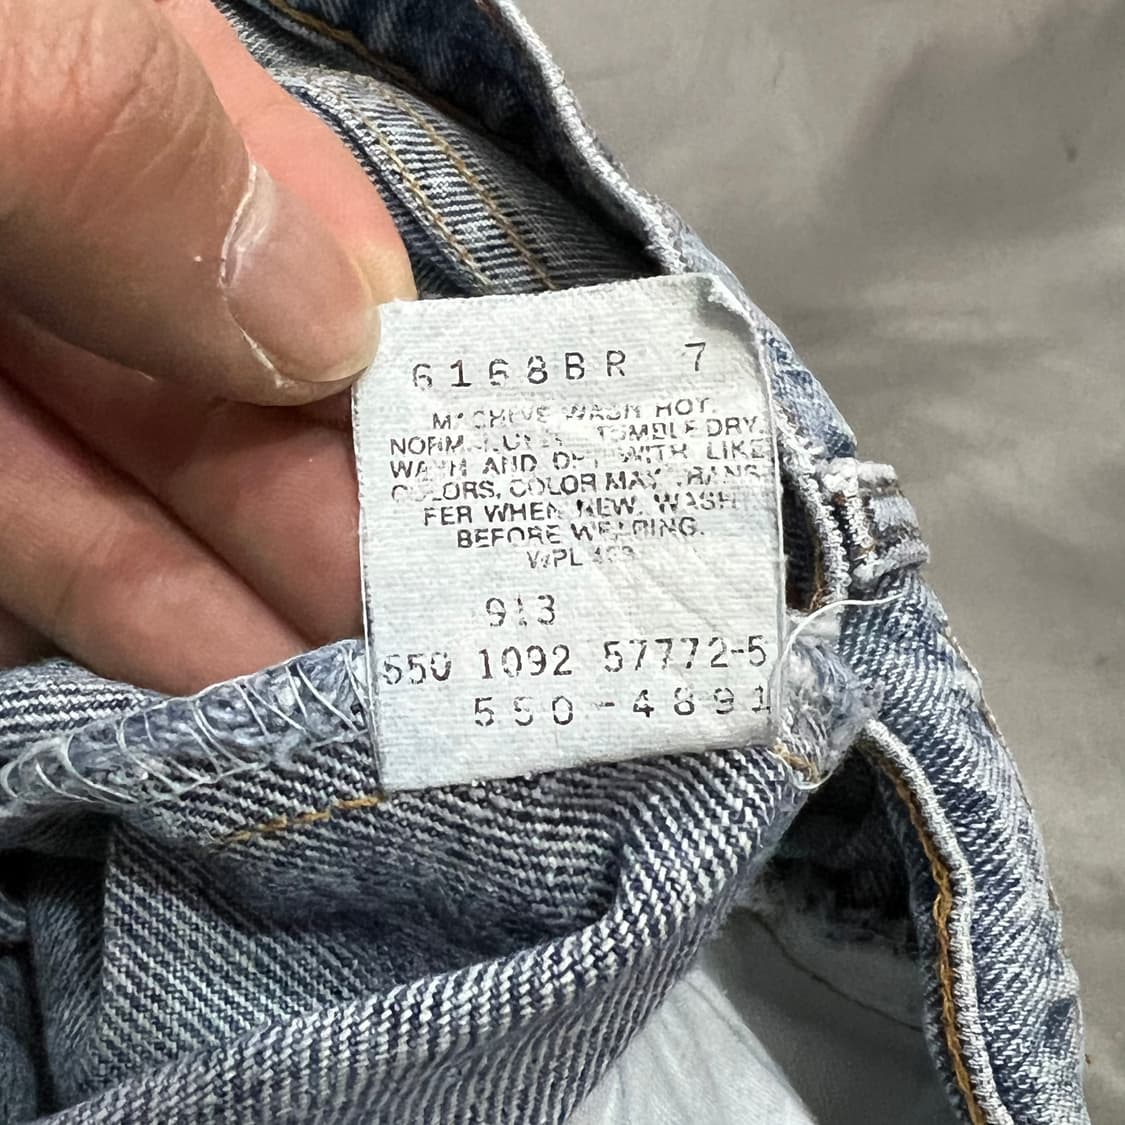 6168BR 7
MACHINE WASH HOT,
TUMBLE DRY.
WASH AND DRY WITH LIKE
COLORS, COLOR MAY TRANS-
FER WHEN NEW. WASH
BEFORE WEARING.
WPL 423
913
550 1092 57772-5
550-4891